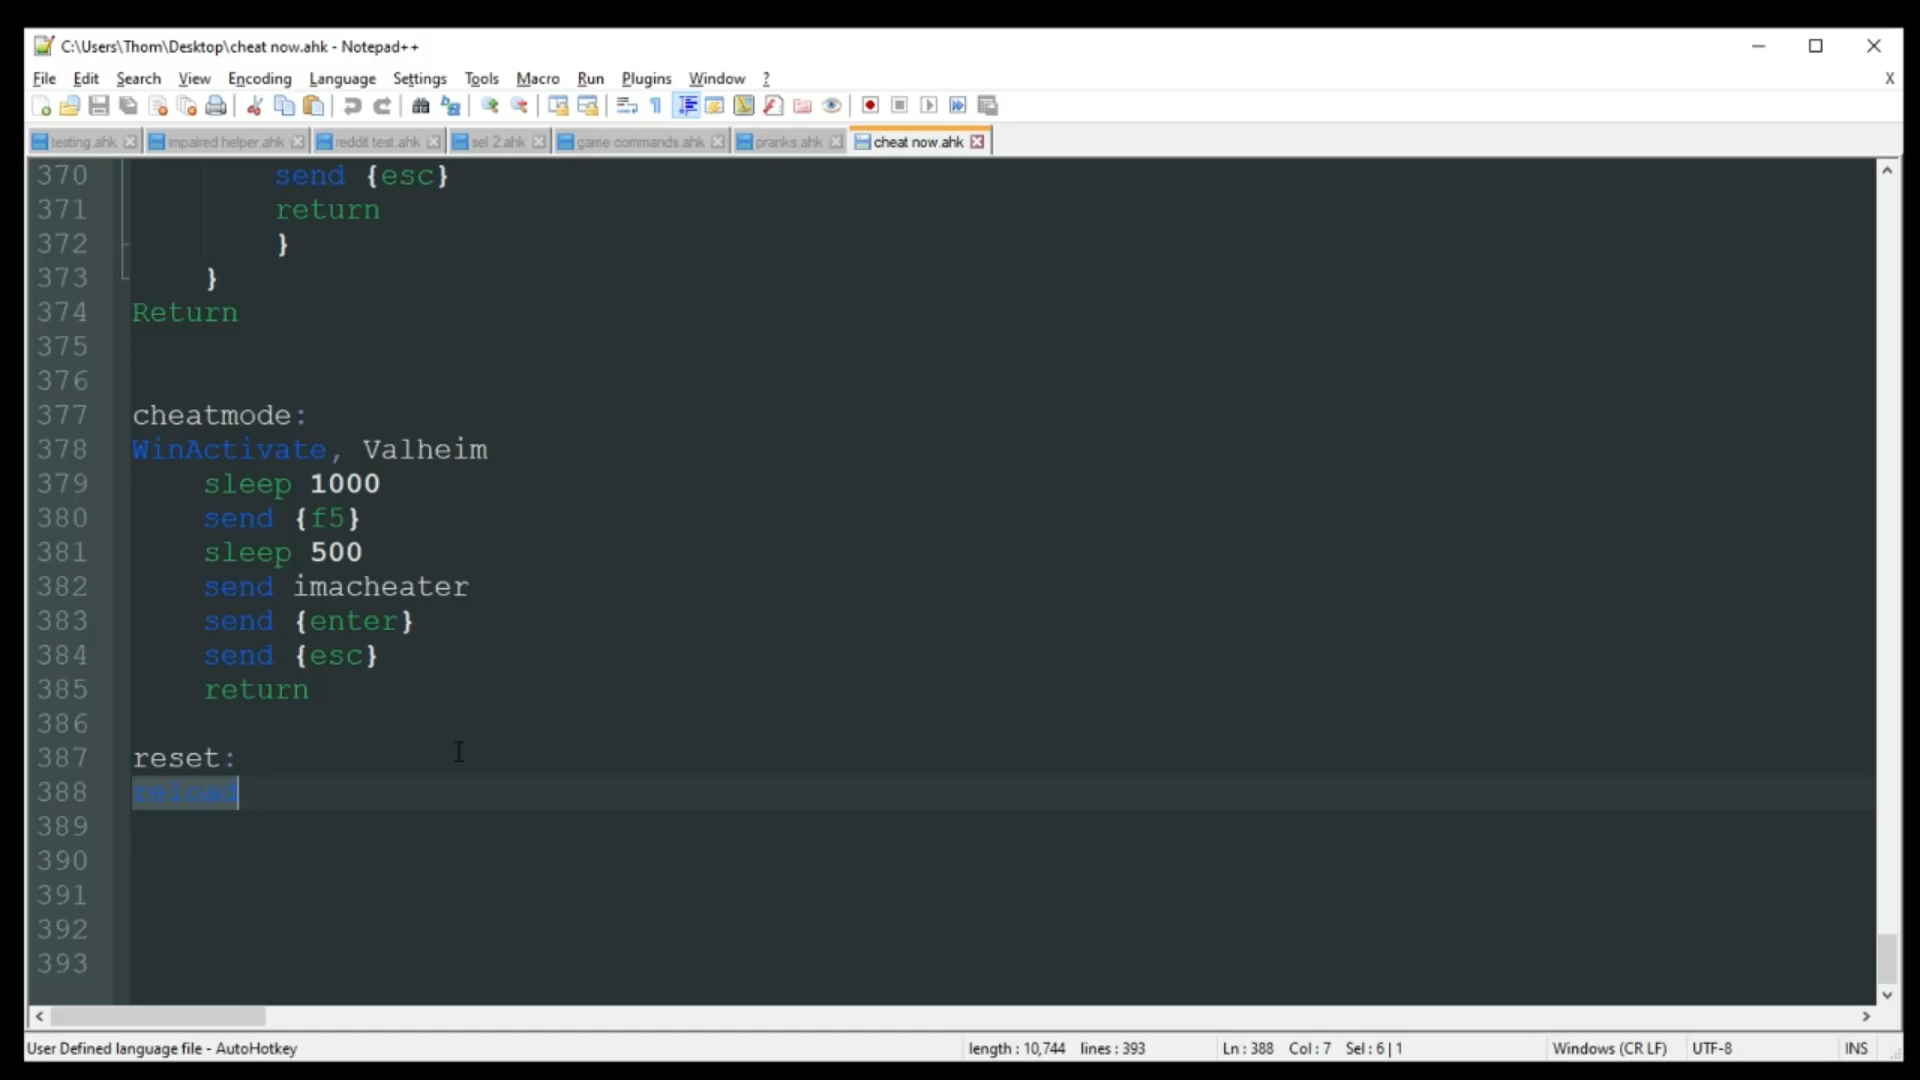 C:\Users\Thom\Desktop\cheat now.ahk - Notepad++
File Edit Search View Encoding Language Settings Tools Macro Run Plugins Window ? X
testing.ahk impaired helper.ahk reddit test.ahk sel 2.ahk game commands.ahk pranks.ahk cheat now.ahk
370 send {esc}
371 return
372 }
373 }
374 Return
375
376
377 cheatmode:
378 WinActivate, Valheim
379 sleep 1000
380 send {f5}
381 sleep 500
382 send imacheater
383 send {enter}
384 send {esc}
385 return
386
387 reset:
388 reload
389
390
391
392
393
User Defined language file - AutoHotkey length : 10,744 lines : 393 Ln : 388 Col : 7 Sel : 6 | 1 Windows (CR LF) UTF-8 INS